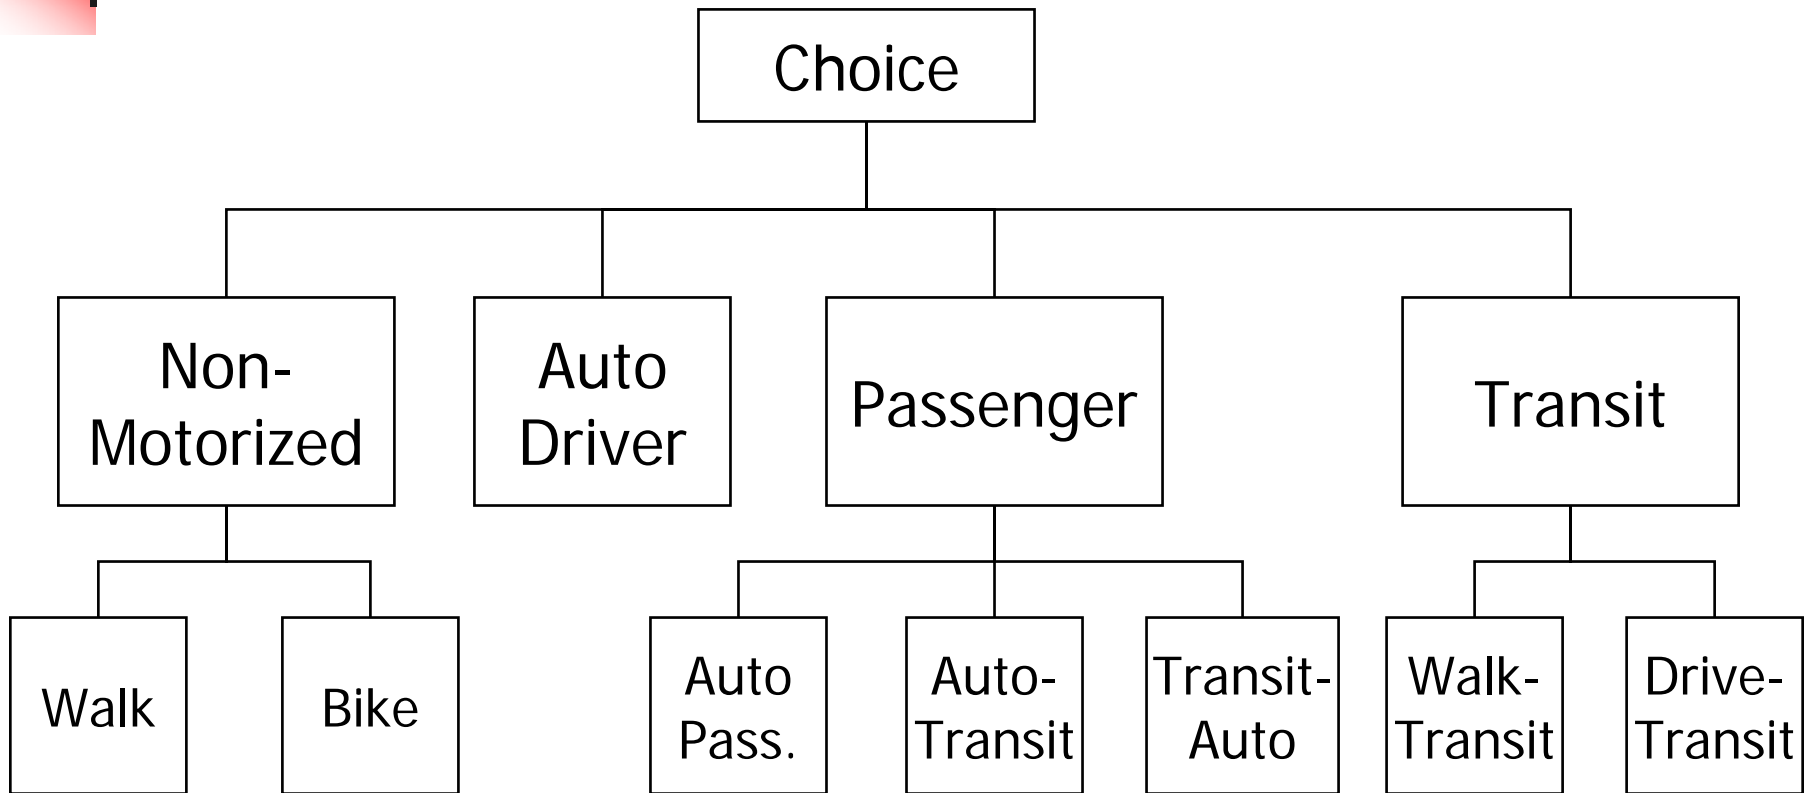 Choice
Non-
Motorized
Auto
Driver
Passenger
Transit
Walk
Bike
Auto
Pass.
Auto-
Transit
Transit-
Auto
Walk-
Transit
Drive-
Transit